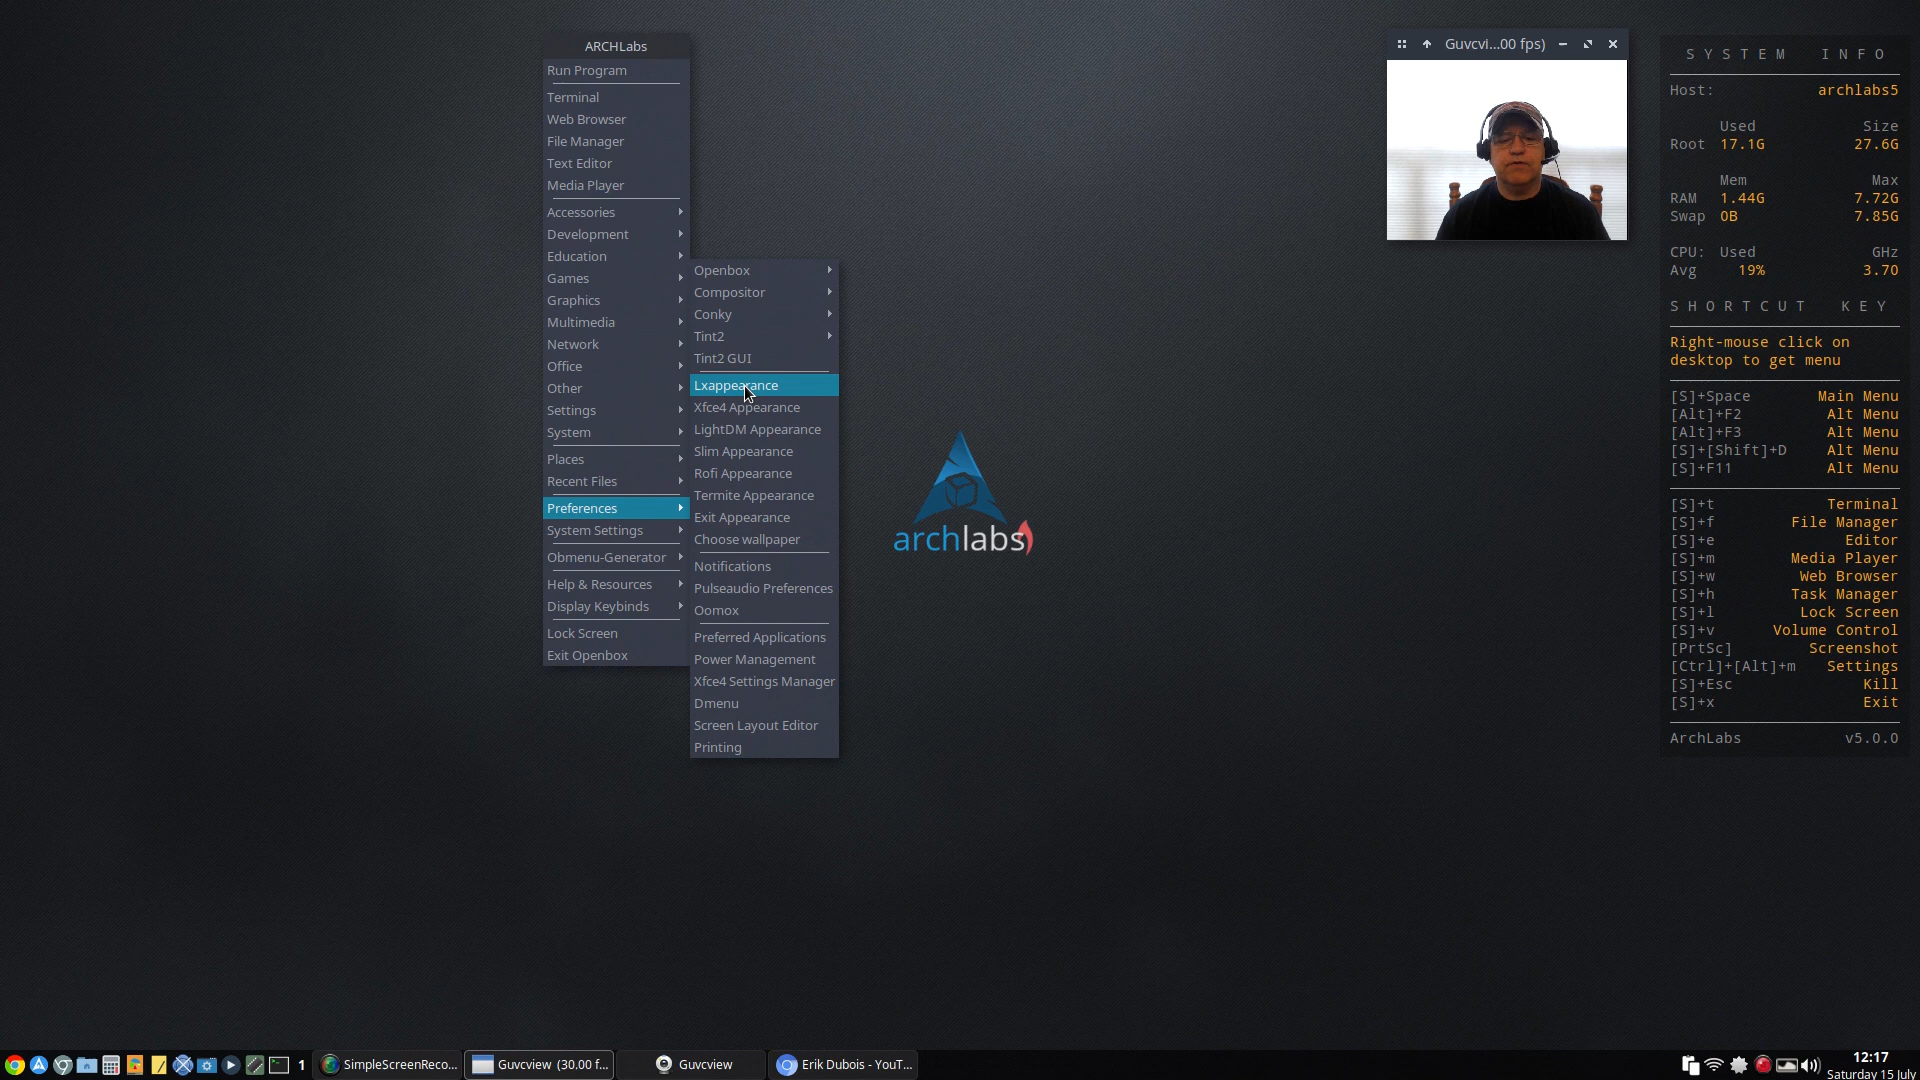 ARCHLabs
Run Program
Terminal
Web Browser
File Manager
Text Editor
Media Player
Accessories
Development
Education
Games
Graphics
Multimedia
Network
Office
Other
Settings
System
Places
Recent Files
Preferences
System Settings
Obmenu-Generator
Help & Resources
Display Keybinds
Lock Screen
Exit Openbox
Openbox
Compositor
Conky
Tint2
Tint2 GUI
Lxappearance
Xfce4 Appearance
LightDM Appearance
Slim Appearance
Rofi Appearance
Termite Appearance
Exit Appearance
Choose wallpaper
Notifications
Pulseaudio Preferences
Oomox
Preferred Applications
Power Management
Xfce4 Settings Manager
Dmenu
Screen Layout Editor
Printing
archlabs
Guvcvi...00 fps)
SYSTEM INFO
Host: archlabs5
Used Size
Root 17.1G 27.6G
Mem Max
RAM 1.44G 7.72G
Swap 0B 7.85G
CPU: Used GHz
Avg 19% 3.70
SHORTCUT KEY
Right-mouse click on
desktop to get menu
[S]+Space Main Menu
[Alt]+F2 Alt Menu
[Alt]+F3 Alt Menu
[S]+[Shift]+D Alt Menu
[S]+F11 Alt Menu
[S]+t Terminal
[S]+f File Manager
[S]+e Editor
[S]+m Media Player
[S]+w Web Browser
[S]+h Task Manager
[S]+l Lock Screen
[S]+v Volume Control
[PrtSc] Screenshot
[Ctrl]+[Alt]+m Settings
[S]+Esc Kill
[S]+x Exit
ArchLabs v5.0.0
1 SimpleScreenReco... Guvcview (30.00 f... Guvcview Erik Dubois - YouT...
12:17
Saturday 15 July